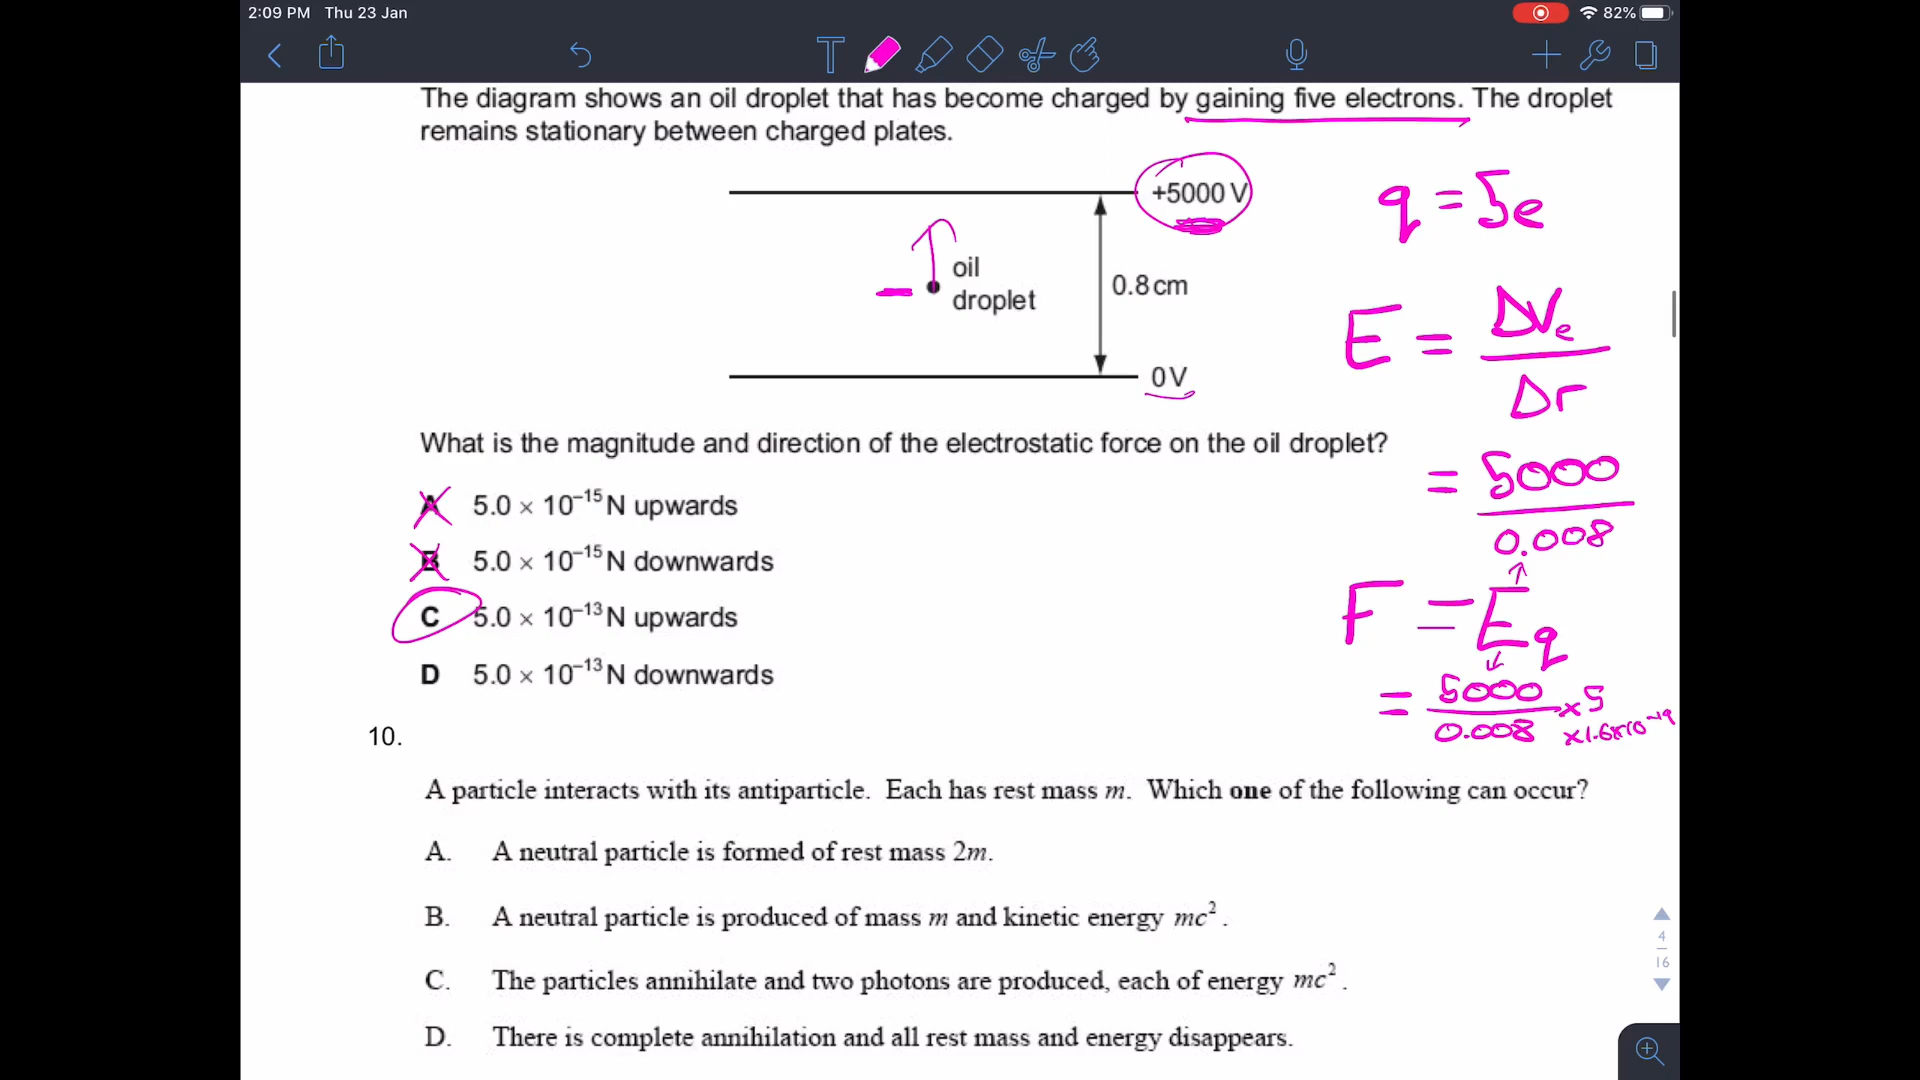 2:09 PM Thu 23 Jan
82%
The diagram shows an oil droplet that has become charged by gaining five electrons. The droplet
remains stationary between charged plates.
+5000 V
q = 5e
oil
droplet
0.8 cm
E = ΔVe / Δr
0 V
What is the magnitude and direction of the electrostatic force on the oil droplet?
= 5000 / 0.008
A 5.0 × 10⁻¹⁵ N upwards
B 5.0 × 10⁻¹⁵ N downwards
C 5.0 × 10⁻¹³ N upwards
F = Eq
D 5.0 × 10⁻¹³ N downwards
= 5000 / 0.008 × 5
× 1.6 × 10⁻¹⁹
10.
A particle interacts with its antiparticle. Each has rest mass m. Which one of the following can occur?
A. A neutral particle is formed of rest mass 2m.
B. A neutral particle is produced of mass m and kinetic energy mc².
C. The particles annihilate and two photons are produced, each of energy mc².
D. There is complete annihilation and all rest mass and energy disappears.
4
16